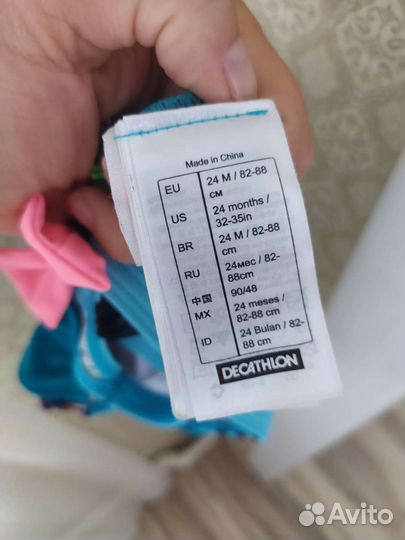 Made in China
EU 24 M / 82-88
см
US 24 months /
32-35in
BR 24 M / 82-88
cm
RU 24мес / 82-
88cm
中国 90/48
MX 24 meses /
82-88 cm
ID 24 Bulan / 82-
88 cm
DECATHLON
Avito